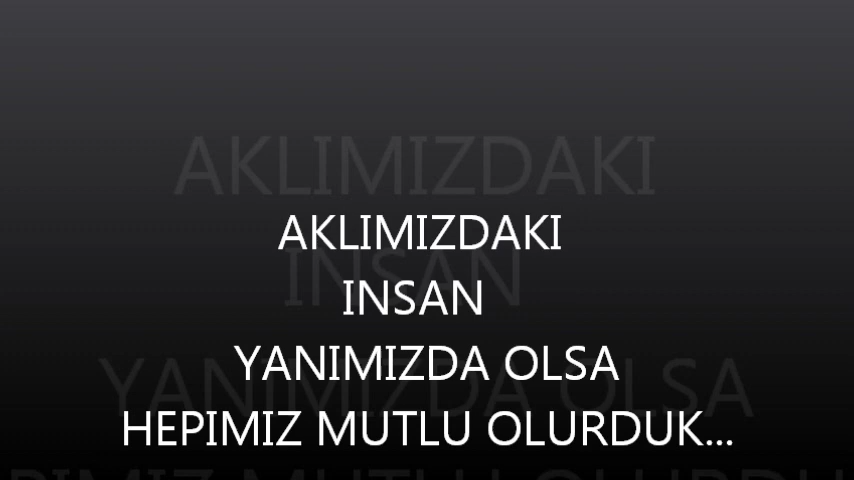 AKLIMIZDAKI
INSAN
YANIMIZDA OLSA
HEPIMIZ MUTLU OLURDUK...